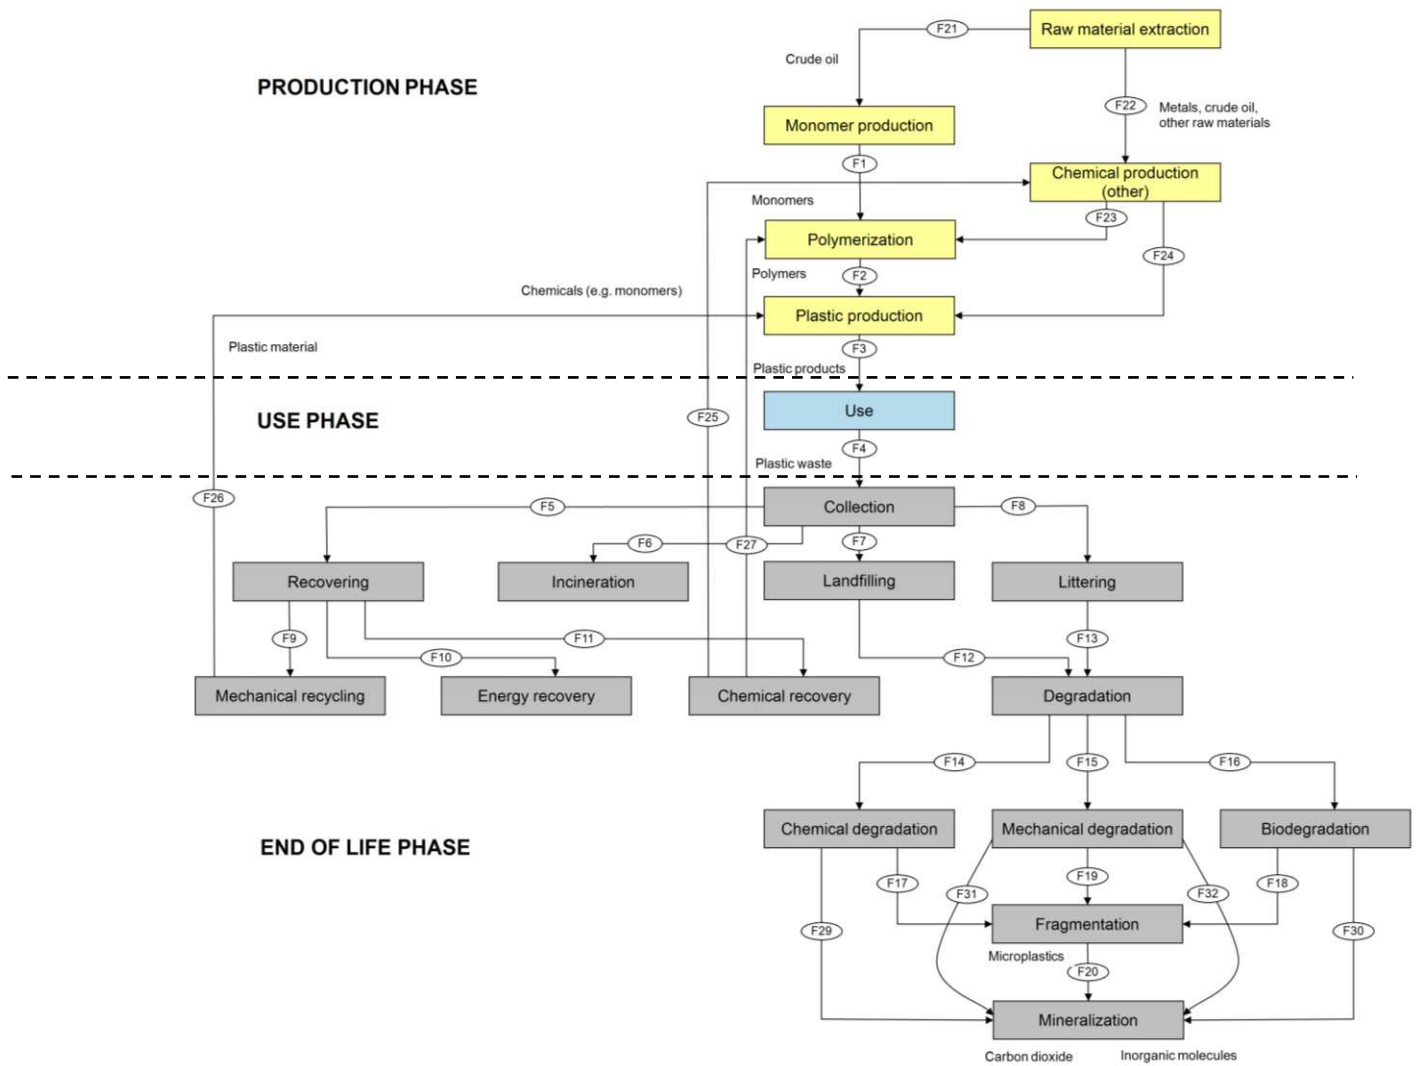 F21
Raw material extraction
Crude oil
PRODUCTION PHASE
F22
Metals, crude oil,
other raw materials
Monomer production
F1
Chemical production
(other)
Monomers
F23
Polymerization
F24
Polymers
F2
Chemicals (e.g. monomers)
Plastic production
Plastic material
F3
Plastic products
USE PHASE
F25
Use
F4
Plastic waste
F26
F5
Collection
F8
F6
F27
F7
Recovering
Incineration
Landfilling
Littering
F9
F10
F11
F12
F13
Mechanical recycling
Energy recovery
Chemical recovery
Degradation
F14
F15
F16
END OF LIFE PHASE
Chemical degradation
Mechanical degradation
Biodegradation
F17
F31
F19
F32
F18
F29
Fragmentation
F30
Microplastics
F20
Mineralization
Carbon dioxide
Inorganic molecules